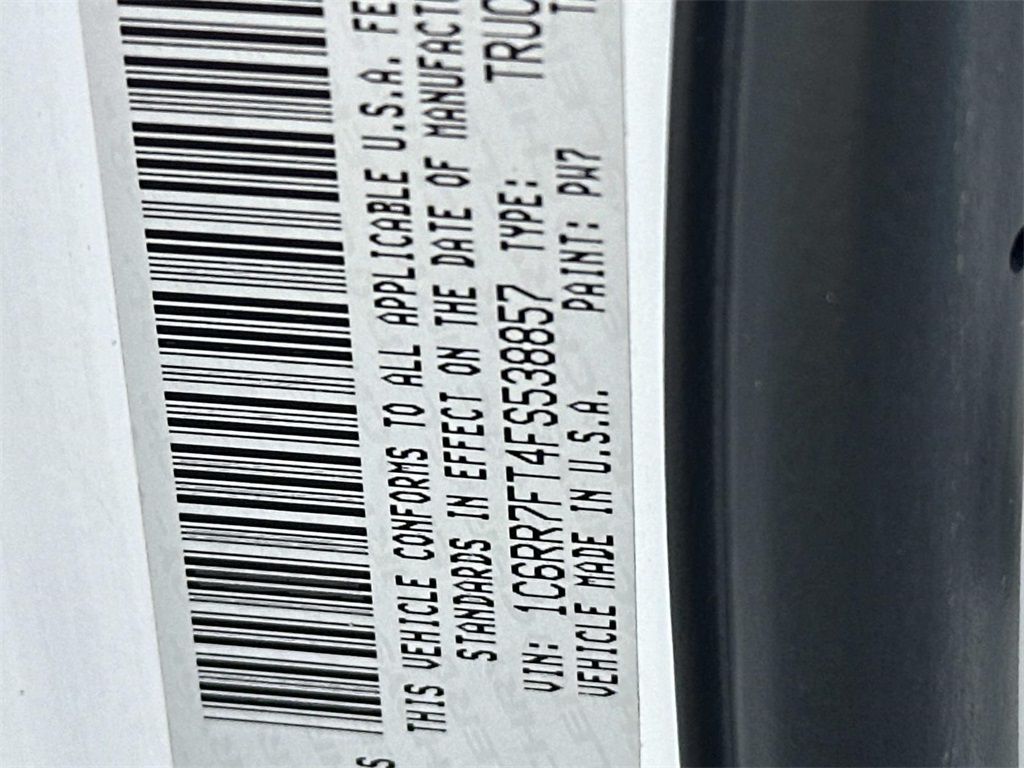 THIS VEHICLE CONFORMS TO ALL APPLICABLE U.S.A. FE
STANDARDS IN EFFECT ON THE DATE OF MANUFACT
VIN: 1C6RR7FT4FS538857 TYPE: TRUC
VEHICLE MADE IN U.S.A. PAINT: PW7